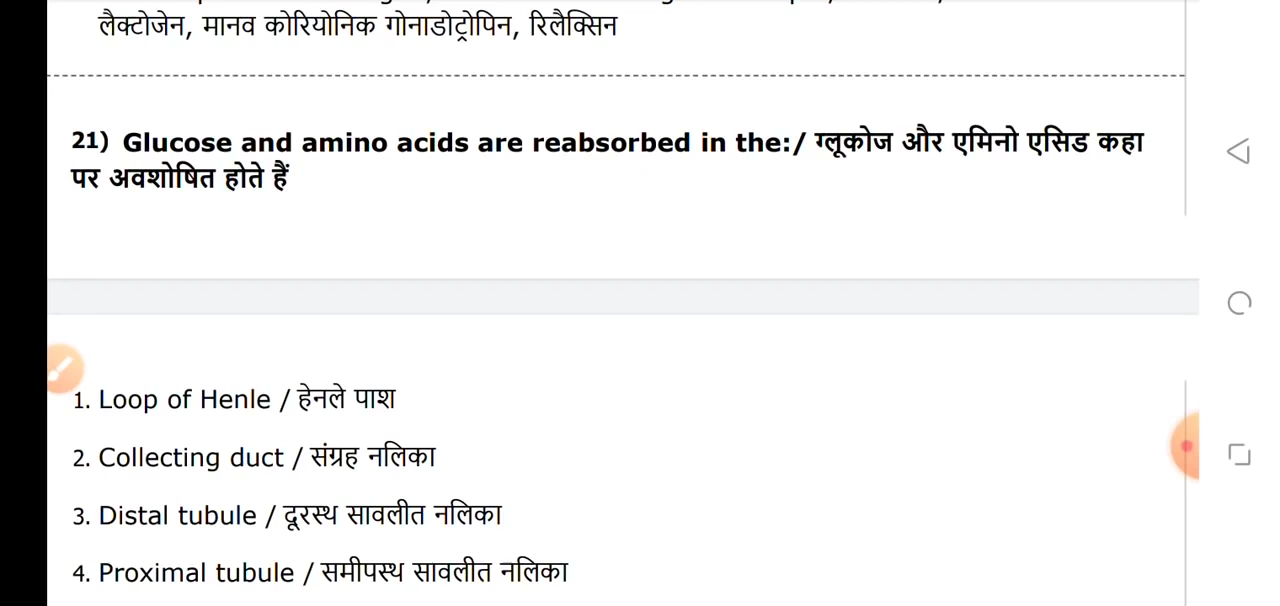 लैक्टोजेन, मानव कोरियोनिक गोनाडोट्रोपिन, रिलैक्सिन
21) Glucose and amino acids are reabsorbed in the:/ ग्लूकोज और एमिनो एसिड कहा
पर अवशोषित होते हैं
1. Loop of Henle / हेनले पाश
2. Collecting duct / संग्रह नलिका
3. Distal tubule / दूरस्थ सावलीत नलिका
4. Proximal tubule / समीपस्थ सावलीत नलिका